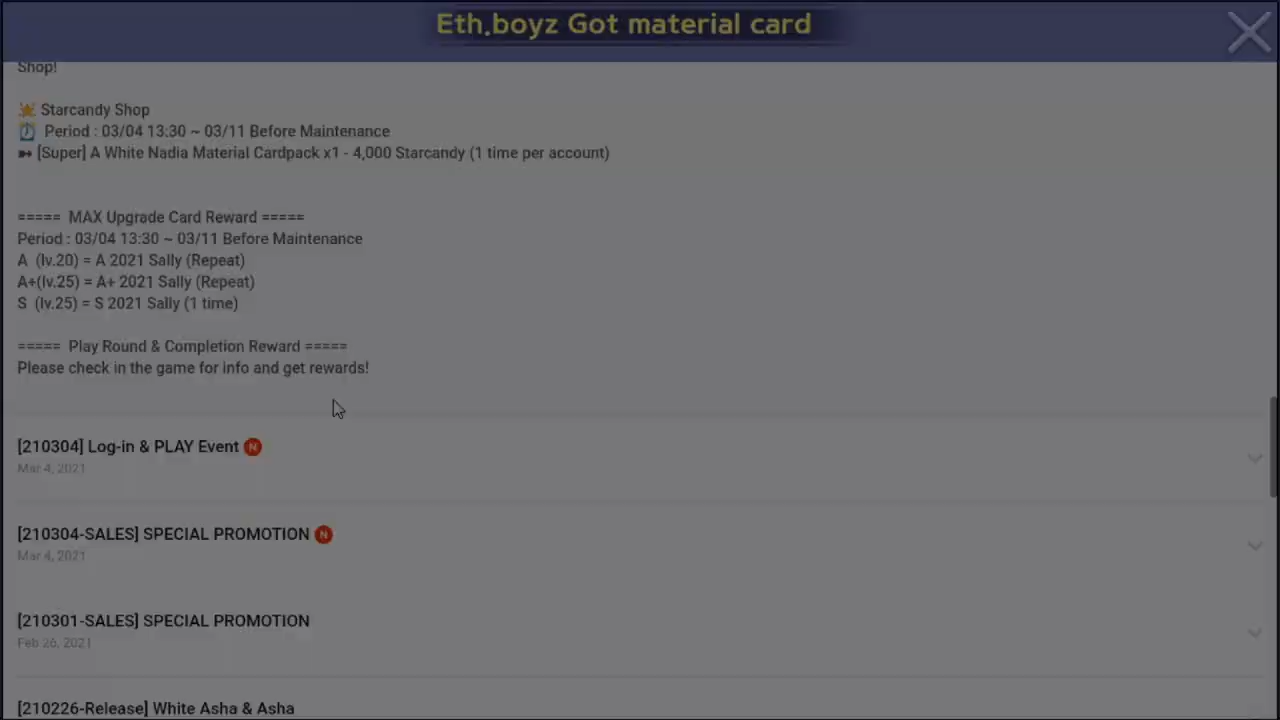 Eth.boyz Got material card
Shop!
Starcandy Shop
Period : 03/04 13:30 ~ 03/11 Before Maintenance
➽ [Super] A White Nadia Material Cardpack x1 - 4,000 Starcandy (1 time per account)
===== MAX Upgrade Card Reward =====
Period : 03/04 13:30 ~ 03/11 Before Maintenance
A (lv.20) = A 2021 Sally (Repeat)
A+(lv.25) = A+ 2021 Sally (Repeat)
S (lv.25) = S 2021 Sally (1 time)
===== Play Round & Completion Reward =====
Please check in the game for info and get rewards!
[210304] Log-in & PLAY Event N
Mar 4, 2021
[210304-SALES] SPECIAL PROMOTION N
Mar 4, 2021
[210301-SALES] SPECIAL PROMOTION
Feb 26, 2021
[210226-Release] White Asha & Asha